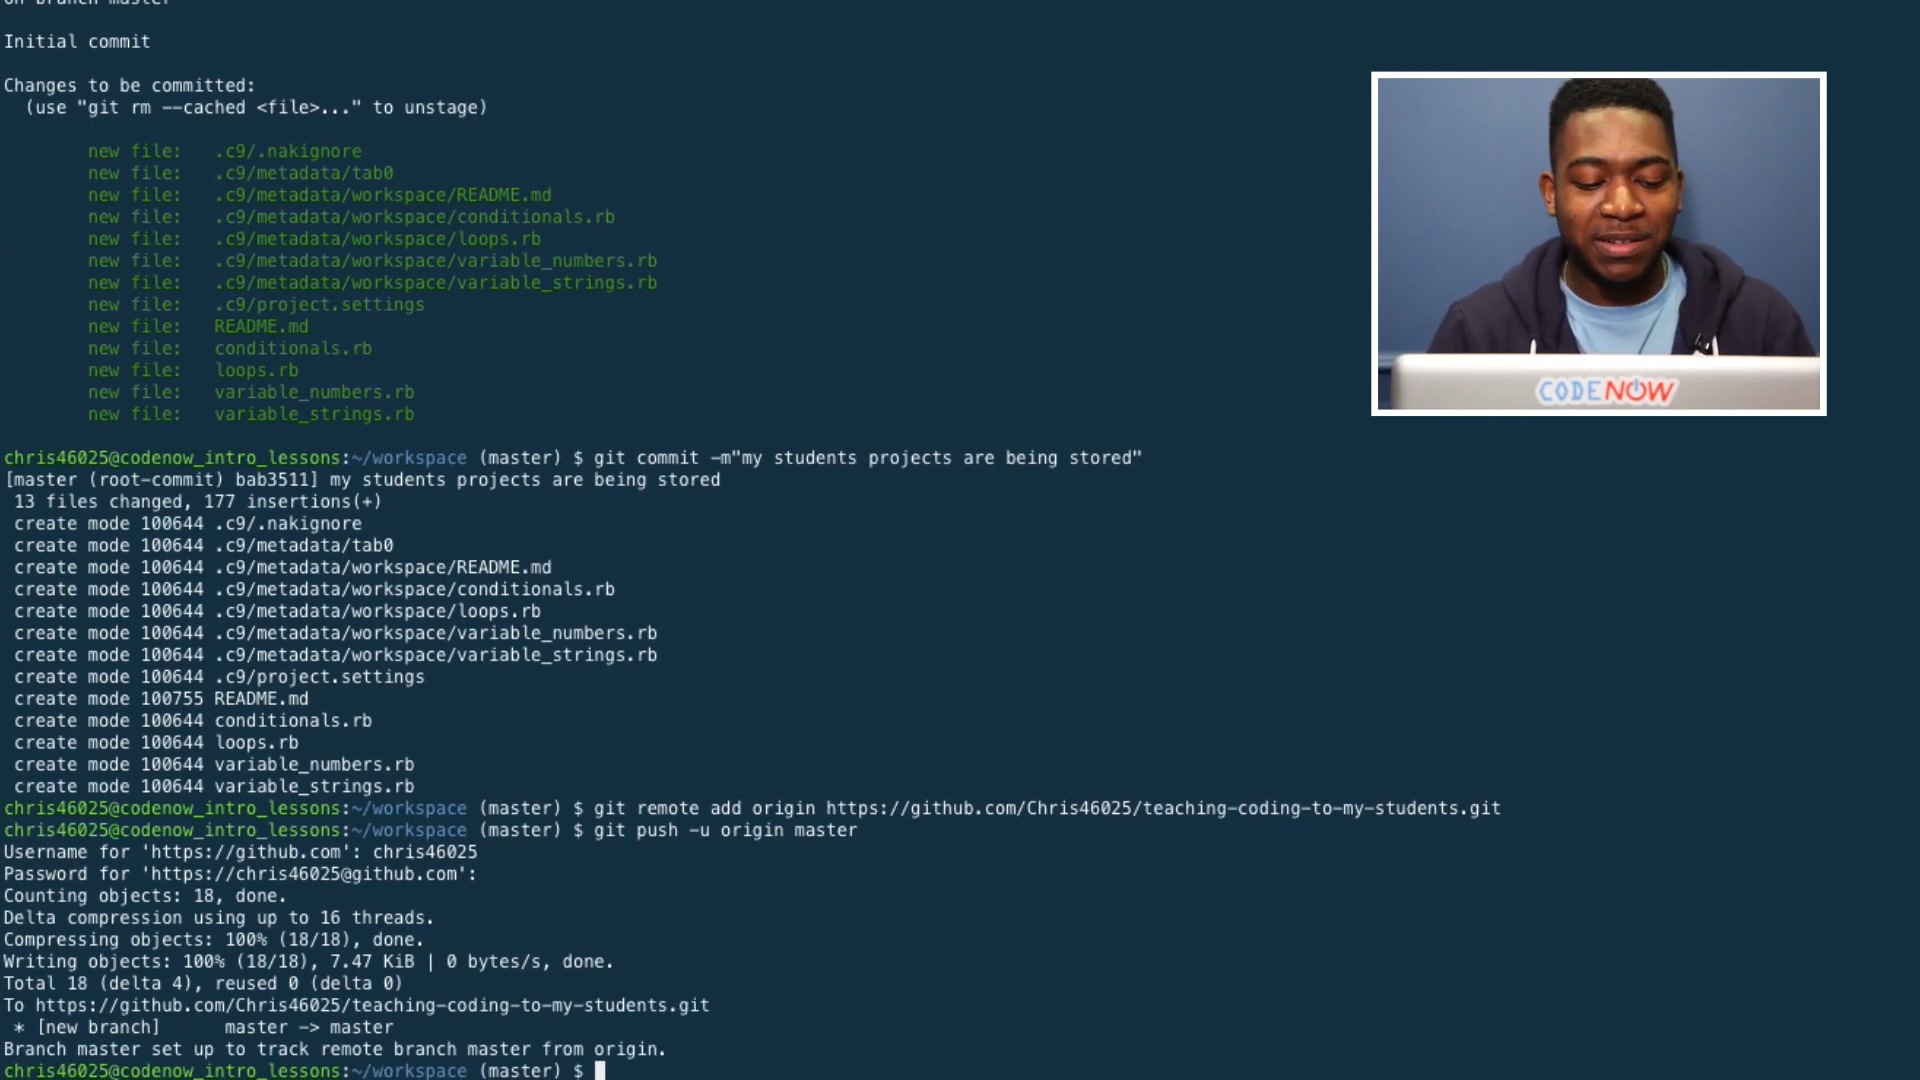 on branch master
Initial commit
Changes to be committed:
(use "git rm --cached <file>..." to unstage)
new file: .c9/.nakignore
new file: .c9/metadata/tab0
new file: .c9/metadata/workspace/README.md
new file: .c9/metadata/workspace/conditionals.rb
new file: .c9/metadata/workspace/loops.rb
new file: .c9/metadata/workspace/variable_numbers.rb
new file: .c9/metadata/workspace/variable_strings.rb
new file: .c9/project.settings
new file: README.md
new file: conditionals.rb
new file: loops.rb
new file: variable_numbers.rb
new file: variable_strings.rb
CODENOW
chris46025@codenow_intro_lessons:~/workspace (master) $ git commit -m"my students projects are being stored"
[master (root-commit) bab3511] my students projects are being stored
13 files changed, 177 insertions(+)
create mode 100644 .c9/.nakignore
create mode 100644 .c9/metadata/tab0
create mode 100644 .c9/metadata/workspace/README.md
create mode 100644 .c9/metadata/workspace/conditionals.rb
create mode 100644 .c9/metadata/workspace/loops.rb
create mode 100644 .c9/metadata/workspace/variable_numbers.rb
create mode 100644 .c9/metadata/workspace/variable_strings.rb
create mode 100644 .c9/project.settings
create mode 100755 README.md
create mode 100644 conditionals.rb
create mode 100644 loops.rb
create mode 100644 variable_numbers.rb
create mode 100644 variable_strings.rb
chris46025@codenow_intro_lessons:~/workspace (master) $ git remote add origin https://github.com/Chris46025/teaching-coding-to-my-students.git
chris46025@codenow_intro_lessons:~/workspace (master) $ git push -u origin master
Username for 'https://github.com': chris46025
Password for 'https://chris46025@github.com':
Counting objects: 18, done.
Delta compression using up to 16 threads.
Compressing objects: 100% (18/18), done.
Writing objects: 100% (18/18), 7.47 KiB | 0 bytes/s, done.
Total 18 (delta 4), reused 0 (delta 0)
To https://github.com/Chris46025/teaching-coding-to-my-students.git
* [new branch] master -> master
Branch master set up to track remote branch master from origin.
chris46025@codenow_intro_lessons:~/workspace (master) $